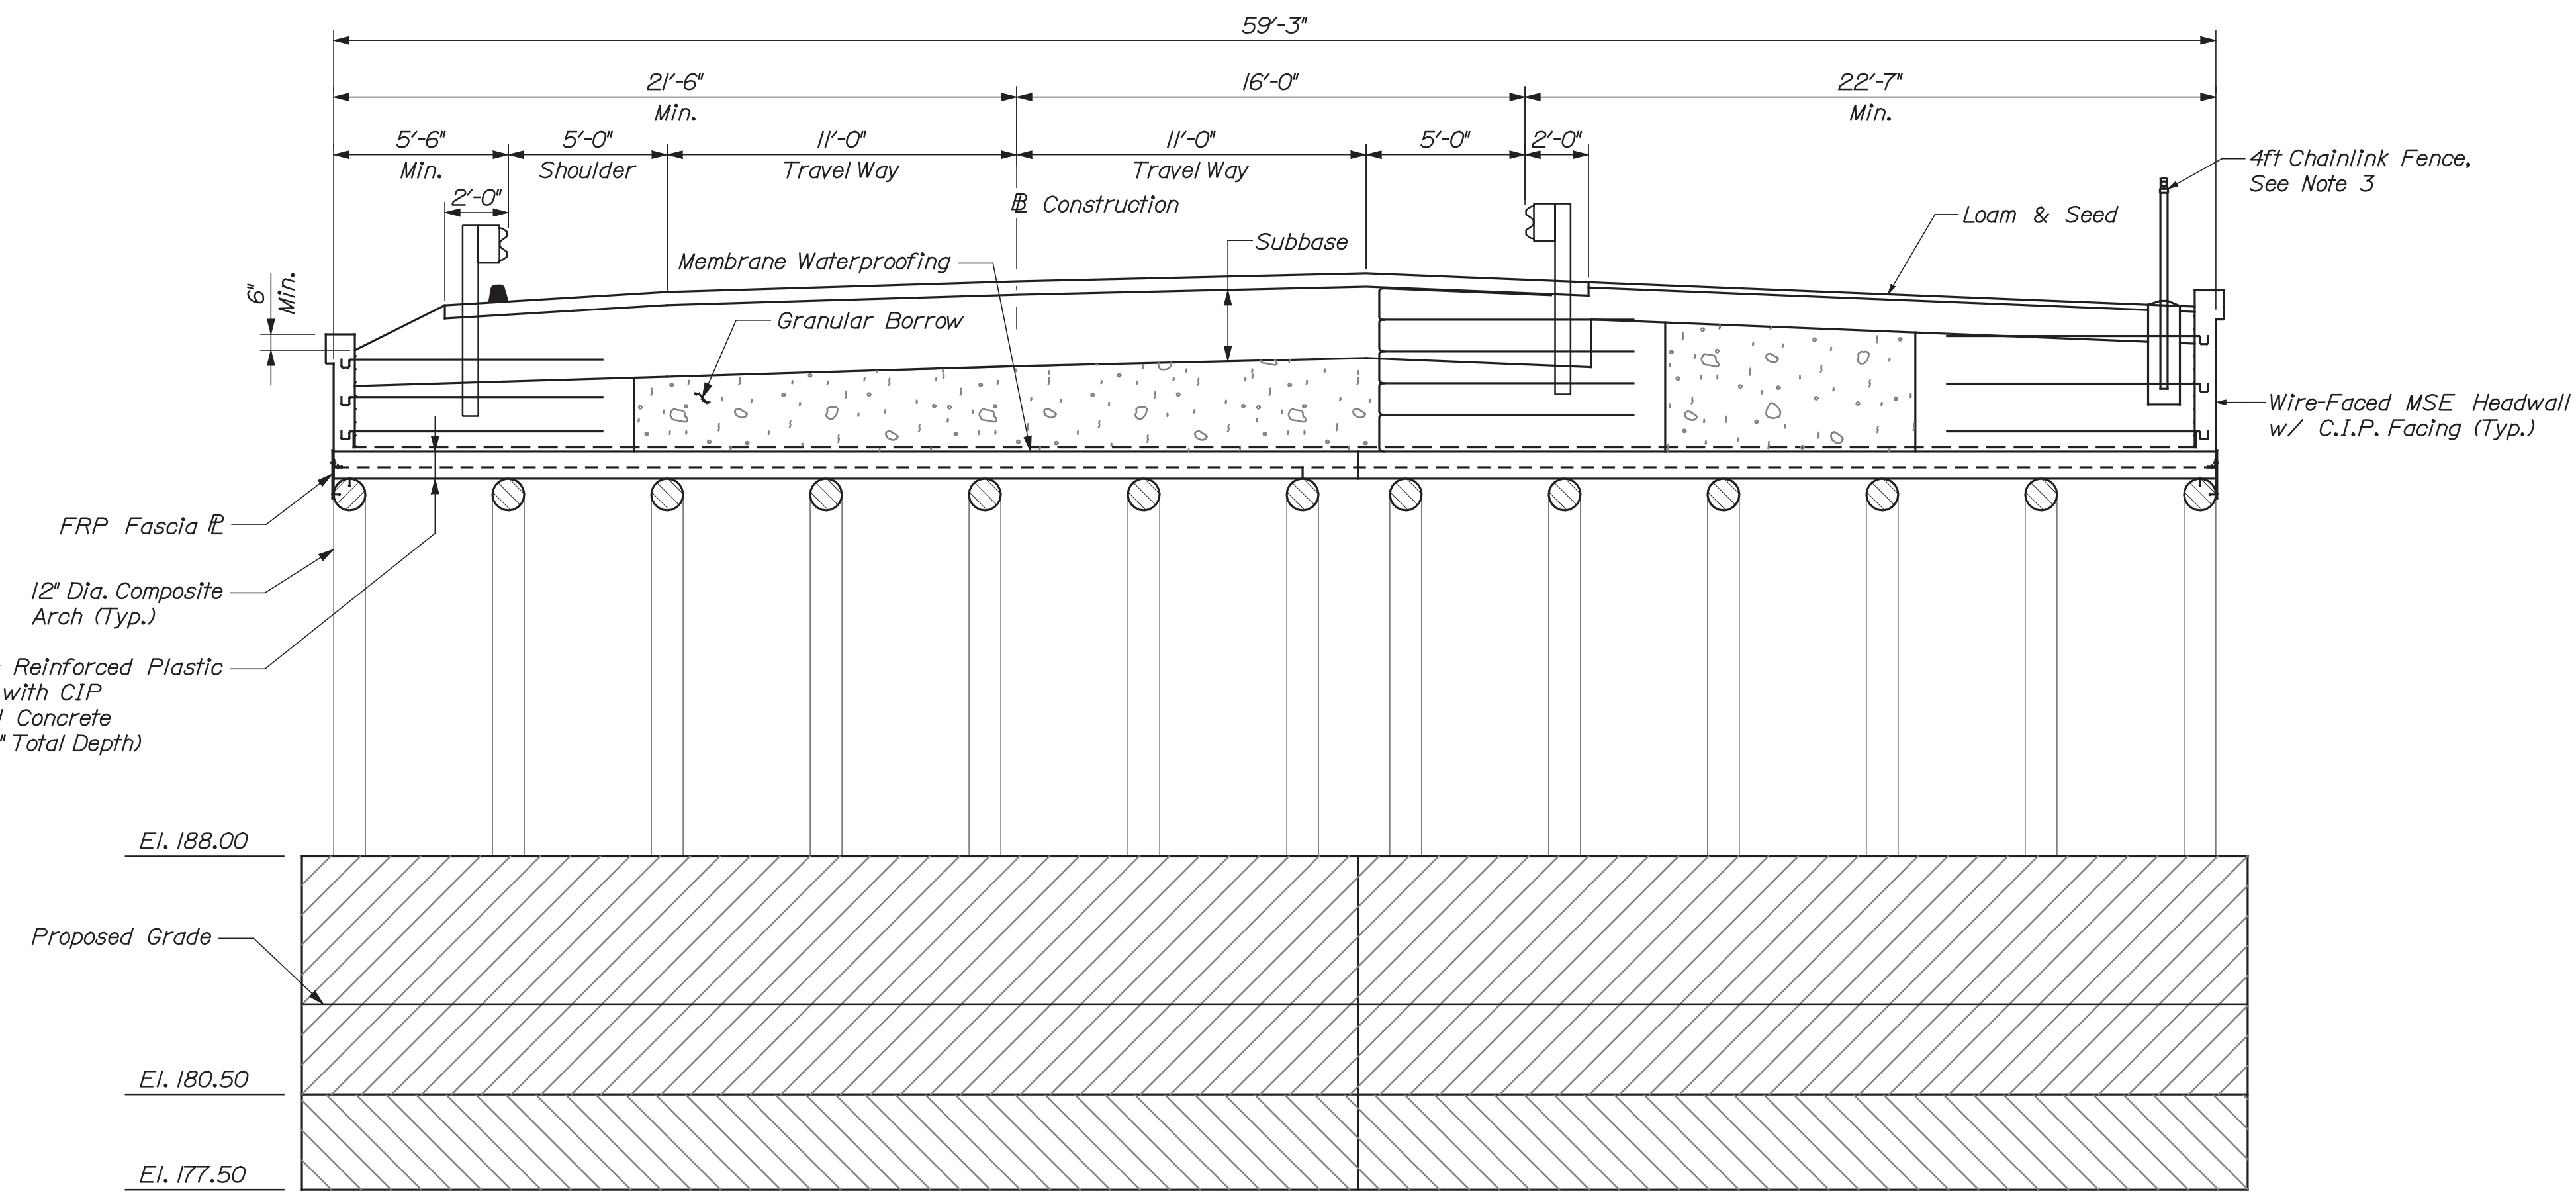 59'-3"
21'-6"
Min.
16'-0"
22'-7"
Min.
5'-6"
Min.
5'-0"
Shoulder
11'-0"
Travel Way
11'-0"
Travel Way
5'-0"
2'-0"
2'-0"
BL Construction
4ft Chainlink Fence,
See Note 3
Loam & Seed
Subbase
Membrane Waterproofing
6"
Min.
Granular Borrow
Wire-Faced MSE Headwall
w/ C.I.P. Facing (Typ.)
FRP Fascia PL
12" Dia. Composite
Arch (Typ.)
Reinforced Plastic
with CIP
Concrete
" Total Depth)
El. 188.00
Proposed Grade
El. 180.50
El. 177.50